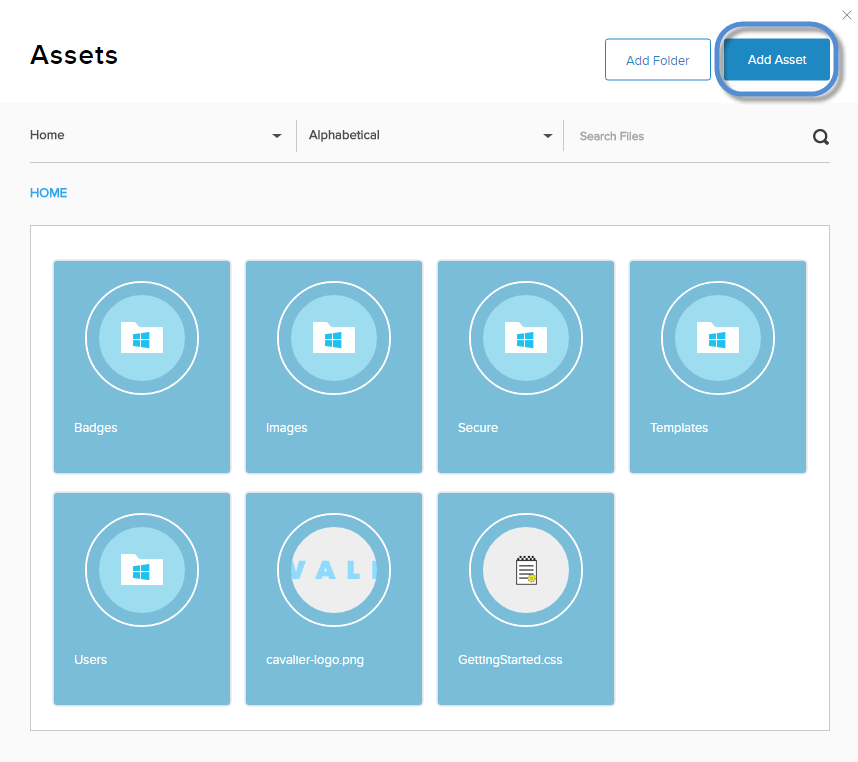 Assets
Add Folder
Add Asset
Home
Alphabetical
Search Files
HOME
Badges
Images
Secure
Templates
Users
VALI
cavalier-logo.png
GettingStarted.css